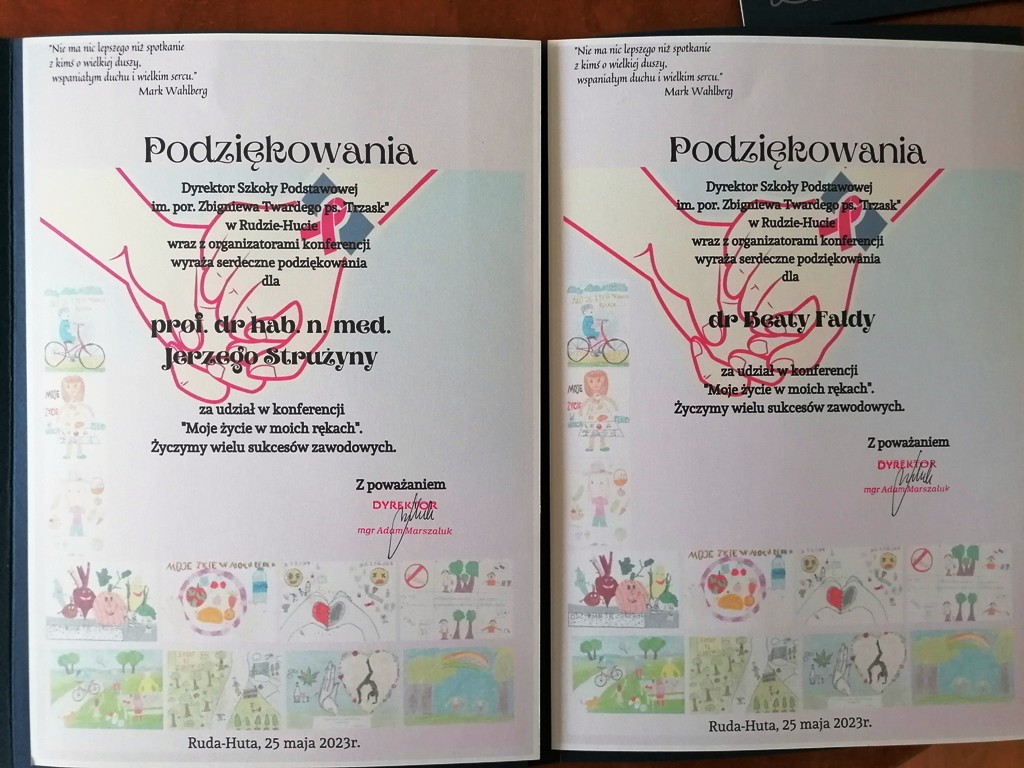 "Nie ma nic lepszego niż spotkanie
z kimś o wielkiej duszy,
wspaniałym duchu i wielkim sercu."
Mark Wahlberg
Podziękowania
Dyrektor Szkoły Podstawowej
im. por. Zbigniewa Twardego ps. "Trzask"
w Rudzie-Hucie
wraz z organizatorami konferencji
wyraża serdeczne podziękowania
dla
prof. dr hab. n. med.
Jerzego Strużyny
za udział w konferencji
"Moje życie w moich rękach".
Życzymy wielu sukcesów zawodowych.
Z poważaniem
DYREKTOR
mgr Adam Marszaluk
Ruda-Huta, 25 maja 2023r.
"Nie ma nic lepszego niż spotkanie
z kimś o wielkiej duszy,
wspaniałym duchu i wielkim sercu."
Mark Wahlberg
Podziękowania
Dyrektor Szkoły Podstawowej
im. por. Zbigniewa Twardego ps. "Trzask"
w Rudzie-Hucie
wraz z organizatorami konferencji
wyraża serdeczne podziękowania
dla
dr Beaty Fałdy
za udział w konferencji
"Moje życie w moich rękach".
Życzymy wielu sukcesów zawodowych.
Z poważaniem
DYREKTOR
mgr Adam Marszaluk
Ruda-Huta, 25 maja 2023r.